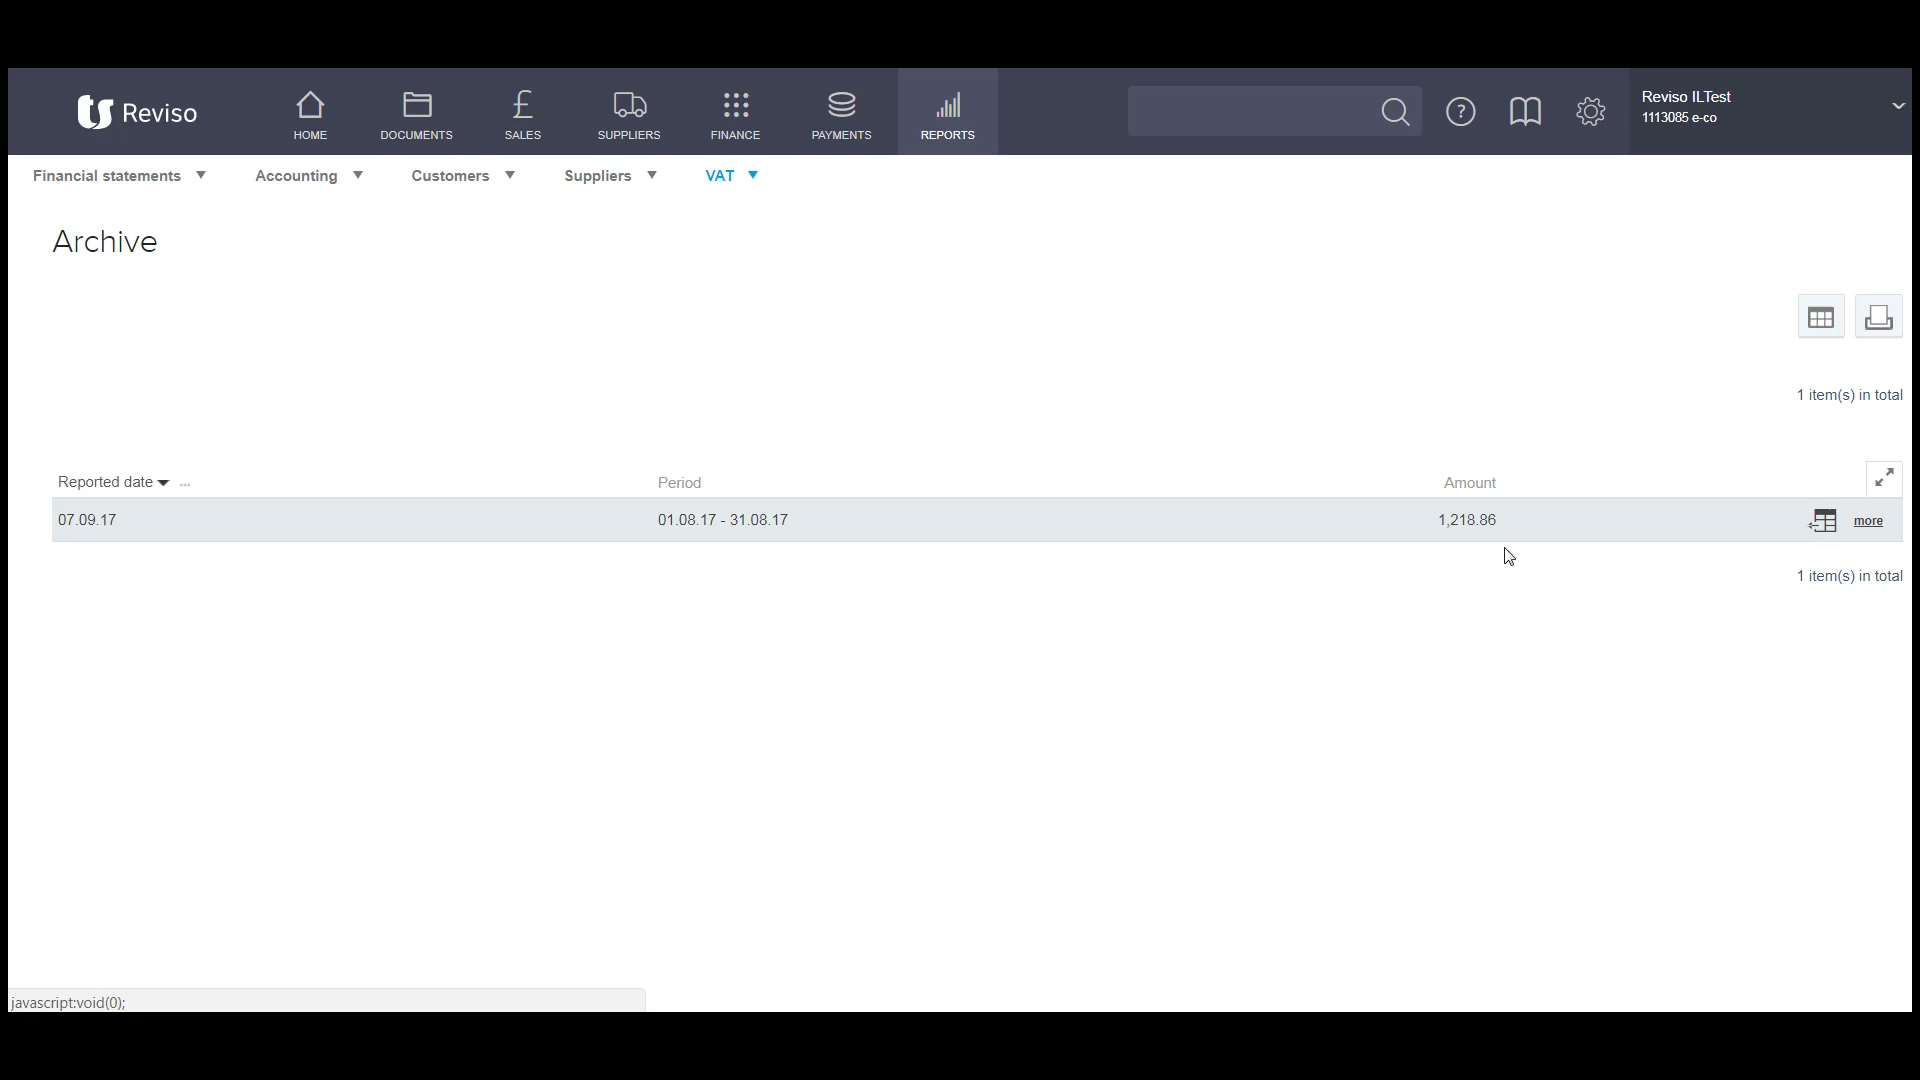 Reviso
HOME
DOCUMENTS
£
SALES
SUPPLIERS
FINANCE
PAYMENTS
REPORTS
?
Reviso ILTest
1113085 e-co
Financial statements
Accounting
Customers
Suppliers
VAT
Archive
1 item(s) in total
Reported date ...
Period
Amount
07.09.17
01.08.17 - 31.08.17
1,218.86
more
1 item(s) in total
javascript:void(0);